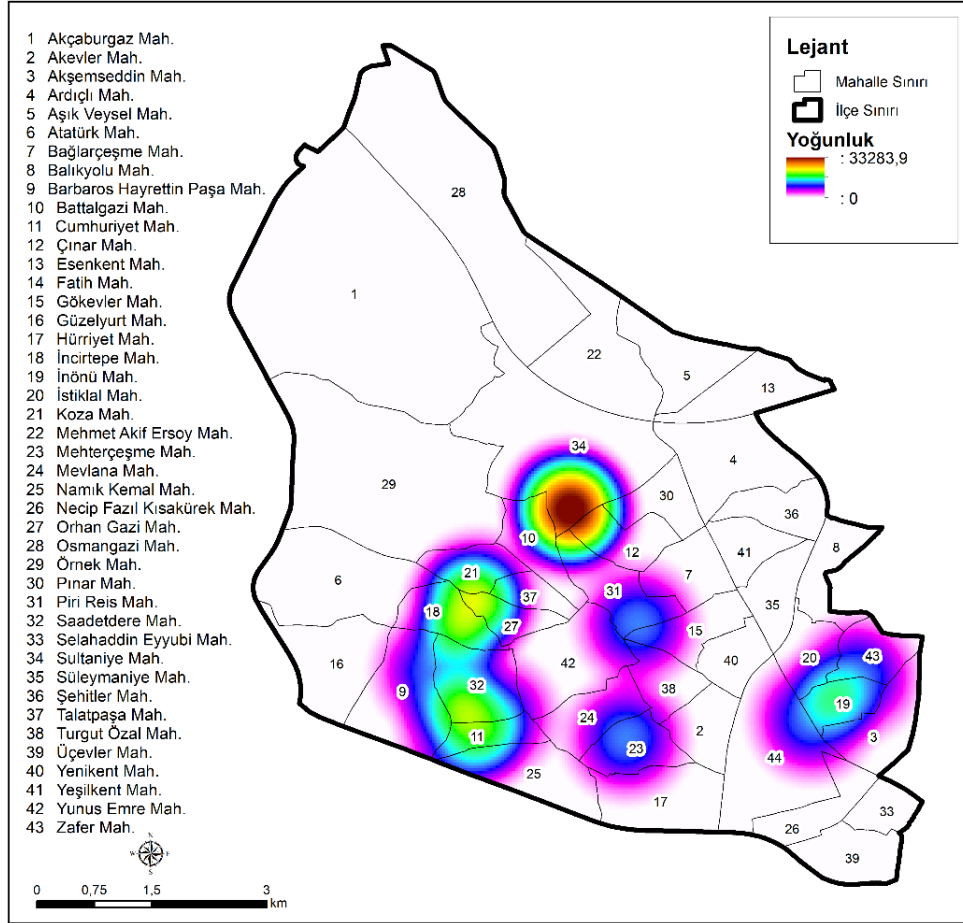 1 Akçaburgaz Mah.
2 Akevler Mah.
3 Akşemseddin Mah.
4 Ardıçlı Mah.
5 Aşık Veysel Mah.
6 Atatürk Mah.
7 Bağlarçeşme Mah.
8 Balıkyolu Mah.
9 Barbaros Hayrettin Paşa Mah.
10 Battalgazi Mah.
11 Cumhuriyet Mah.
12 Çınar Mah.
13 Esenkent Mah.
14 Fatih Mah.
15 Gökevler Mah.
16 Güzelyurt Mah.
17 Hürriyet Mah.
18 İncirtepe Mah.
19 İnönü Mah.
20 İstiklal Mah.
21 Koza Mah.
22 Mehmet Akif Ersoy Mah.
23 Mehterçeşme Mah.
24 Mevlana Mah.
25 Namık Kemal Mah.
26 Necip Fazıl Kısakürek Mah.
27 Orhan Gazi Mah.
28 Osmangazi Mah.
29 Örnek Mah.
30 Pınar Mah.
31 Piri Reis Mah.
32 Saadetdere Mah.
33 Selahaddin Eyyubi Mah.
34 Sultaniye Mah.
35 Süleymaniye Mah.
36 Şehitler Mah.
37 Talatpaşa Mah.
38 Turgut Özal Mah.
39 Üçevler Mah.
40 Yenikent Mah.
41 Yeşilkent Mah.
42 Yunus Emre Mah.
43 Zafer Mah.
N
W E
S
0 0,75 1,5 3
km
Lejant
Mahalle Sınırı
İlçe Sınırı
Yoğunluk
: 33283,9
: 0
28
1
22
5
13
34
4
29
30
36
10
12
41
8
21
7
6
18
37
31
35
27
15
20
43
16
42
40
9
32
38
19
24
2
3
11
23
44
25
17
33
26
39